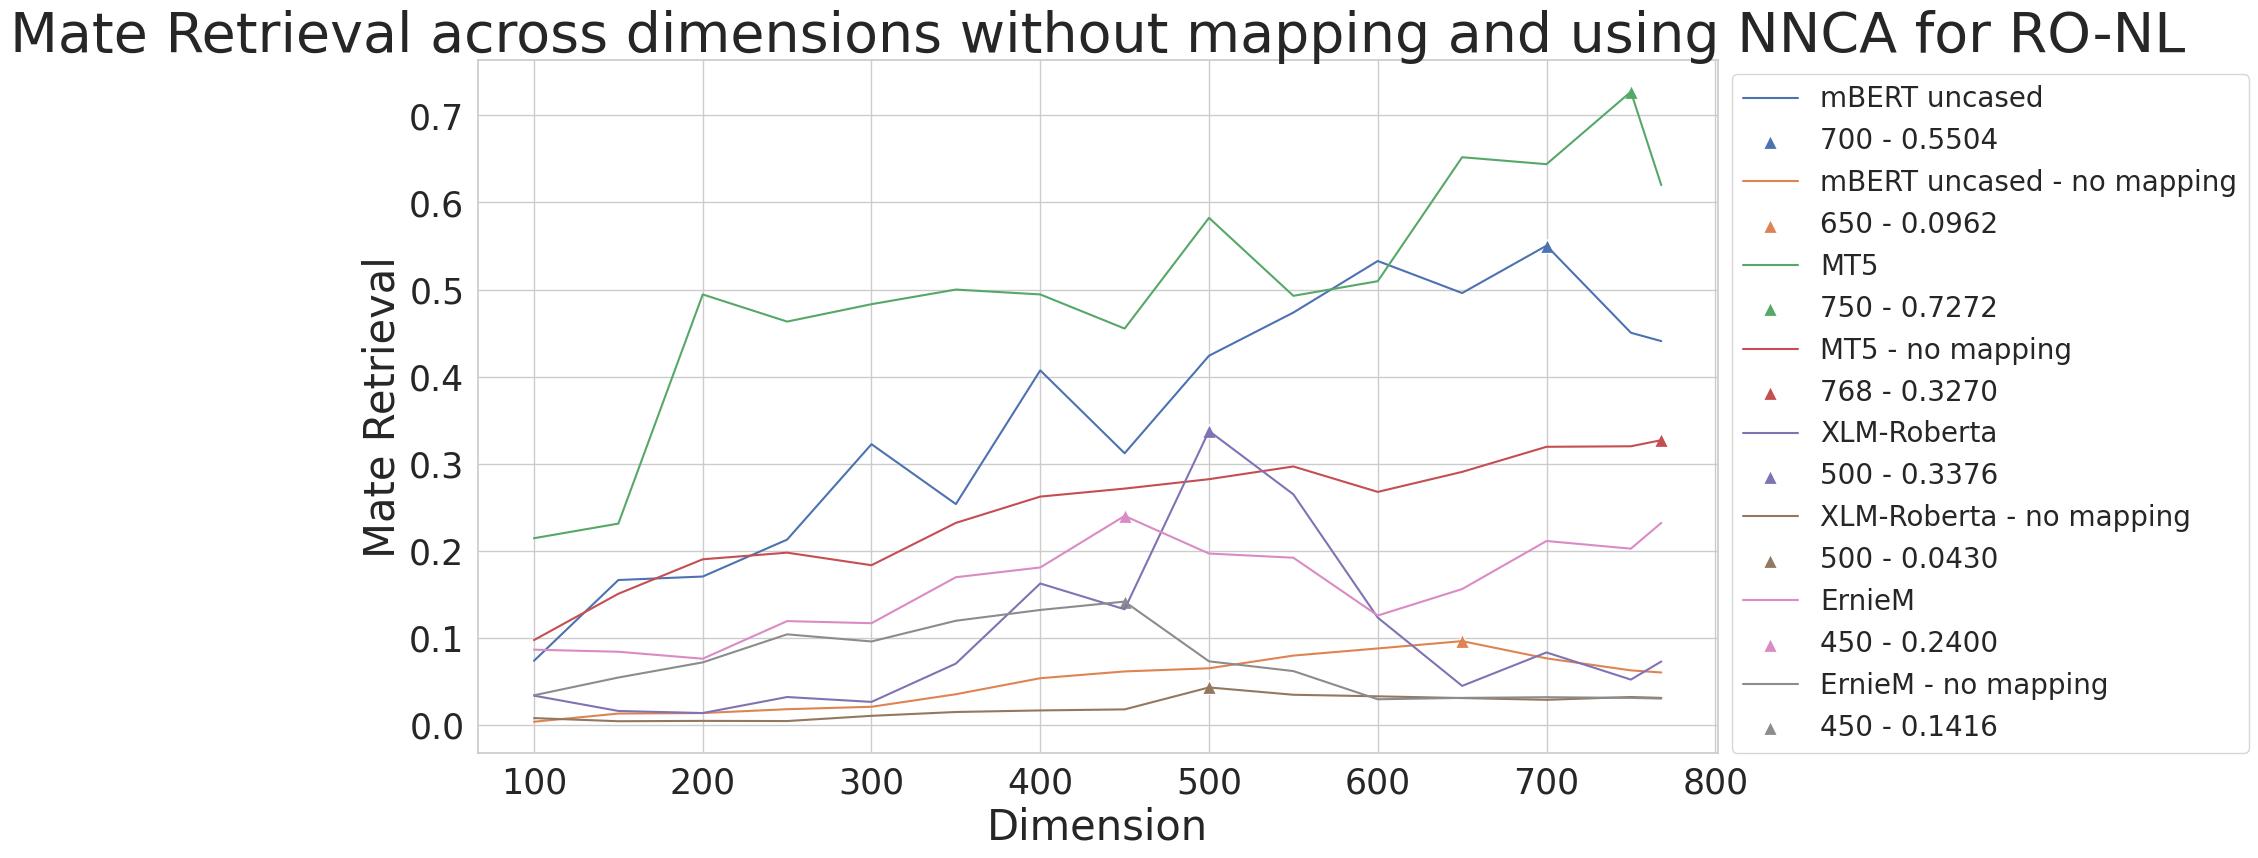 Mate Retrieval across dimensions without mapping and using NNCA for RO-NL
Mate Retrieval
0.7
0.6
0.5
0.4
0.3
0.2
0.1
0.0
100 200 300 400 500 600 700 800
Dimension
mBERT uncased
700 - 0.5504
mBERT uncased - no mapping
650 - 0.0962
MT5
750 - 0.7272
MT5 - no mapping
768 - 0.3270
XLM-Roberta
500 - 0.3376
XLM-Roberta - no mapping
500 - 0.0430
ErnieM
450 - 0.2400
ErnieM - no mapping
450 - 0.1416